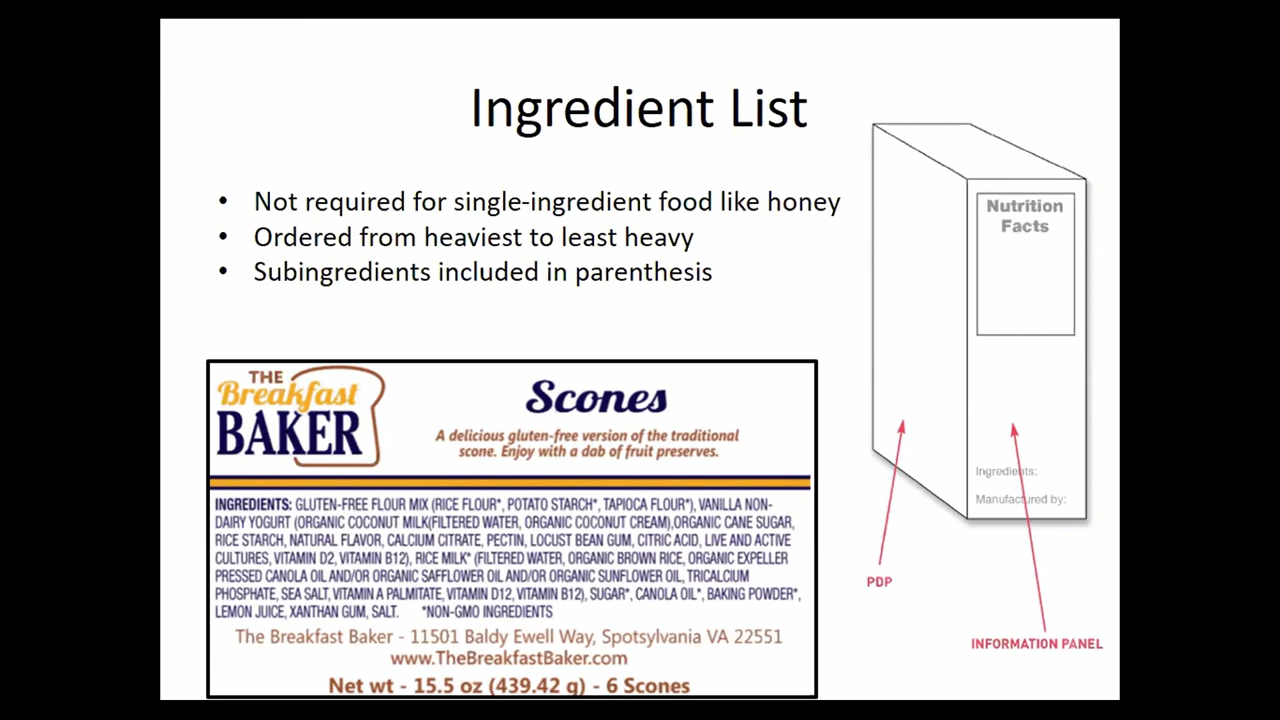 Ingredient List
• Not required for single-ingredient food like honey
• Ordered from heaviest to least heavy
• Subingredients included in parenthesis
Nutrition
Facts
Ingredients:
Manufactured by:
PDP
INFORMATION PANEL
THE
Breakfast
BAKER
Scones
A delicious gluten-free version of the traditional
scone. Enjoy with a dab of fruit preserves.
INGREDIENTS: GLUTEN-FREE FLOUR MIX (RICE FLOUR*, POTATO STARCH*, TAPIOCA FLOUR*), VANILLA NON-
DAIRY YOGURT (ORGANIC COCONUT MILK(FILTERED WATER, ORGANIC COCONUT CREAM),ORGANIC CANE SUGAR,
RICE STARCH, NATURAL FLAVOR, CALCIUM CITRATE, PECTIN, LOCUST BEAN GUM, CITRIC ACID, LIVE AND ACTIVE
CULTURES, VITAMIN D2, VITAMIN B12), RICE MILK* (FILTERED WATER, ORGANIC BROWN RICE, ORGANIC EXPELLER
PRESSED CANOLA OIL AND/OR ORGANIC SAFFLOWER OIL AND/OR ORGANIC SUNFLOWER OIL, TRICALCIUM
PHOSPHATE, SEA SALT, VITAMIN A PALMITATE, VITAMIN D12, VITAMIN B12), SUGAR*, CANOLA OIL*, BAKING POWDER*,
LEMON JUICE, XANTHAN GUM, SALT. *NON-GMO INGREDIENTS
The Breakfast Baker - 11501 Baldy Ewell Way, Spotsylvania VA 22551
www.TheBreakfastBaker.com
Net wt - 15.5 oz (439.42 g) - 6 Scones